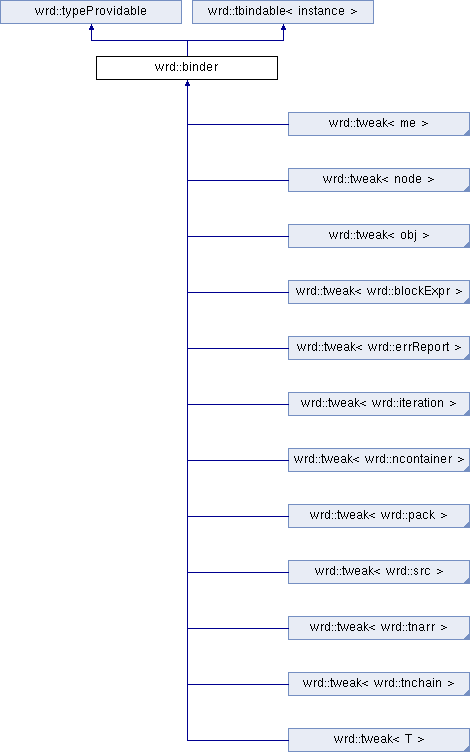 wrd::typeProvidable
wrd::tbindable< instance >
wrd::binder
wrd::tweak< me >
wrd::tweak< node >
wrd::tweak< obj >
wrd::tweak< wrd::blockExpr >
wrd::tweak< wrd::errReport >
wrd::tweak< wrd::iteration >
wrd::tweak< wrd::ncontainer >
wrd::tweak< wrd::pack >
wrd::tweak< wrd::src >
wrd::tweak< wrd::tnarr >
wrd::tweak< wrd::tnchain >
wrd::tweak< T >